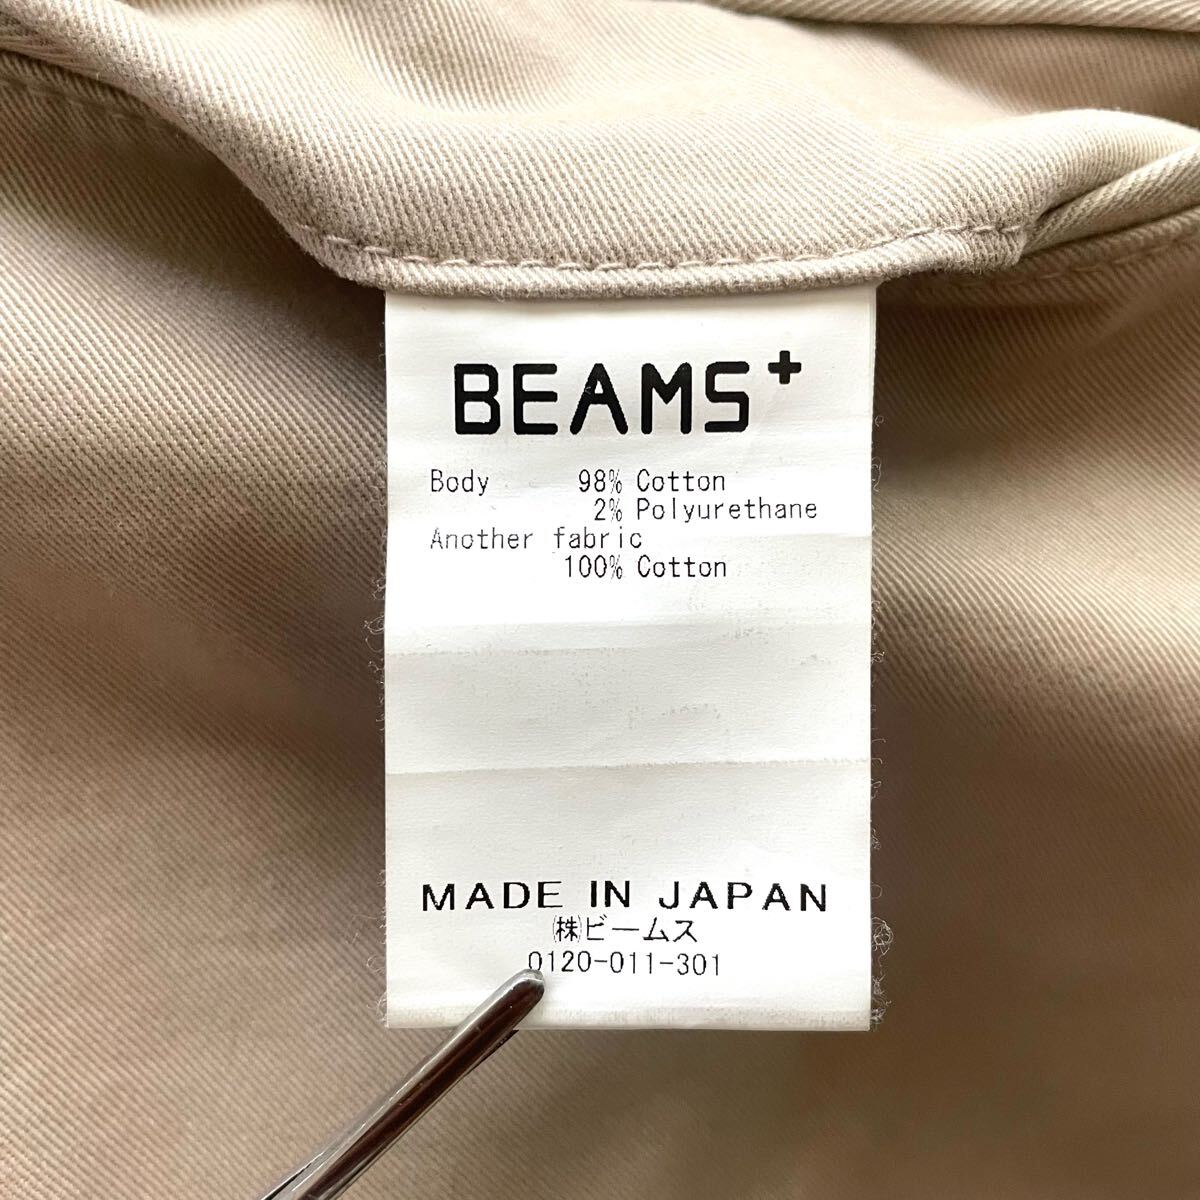 BEAMS+
Body 98% Cotton
2% Polyurethane
Another fabric
100% Cotton
MADE IN JAPAN
㈱ビームス
0120-011-301